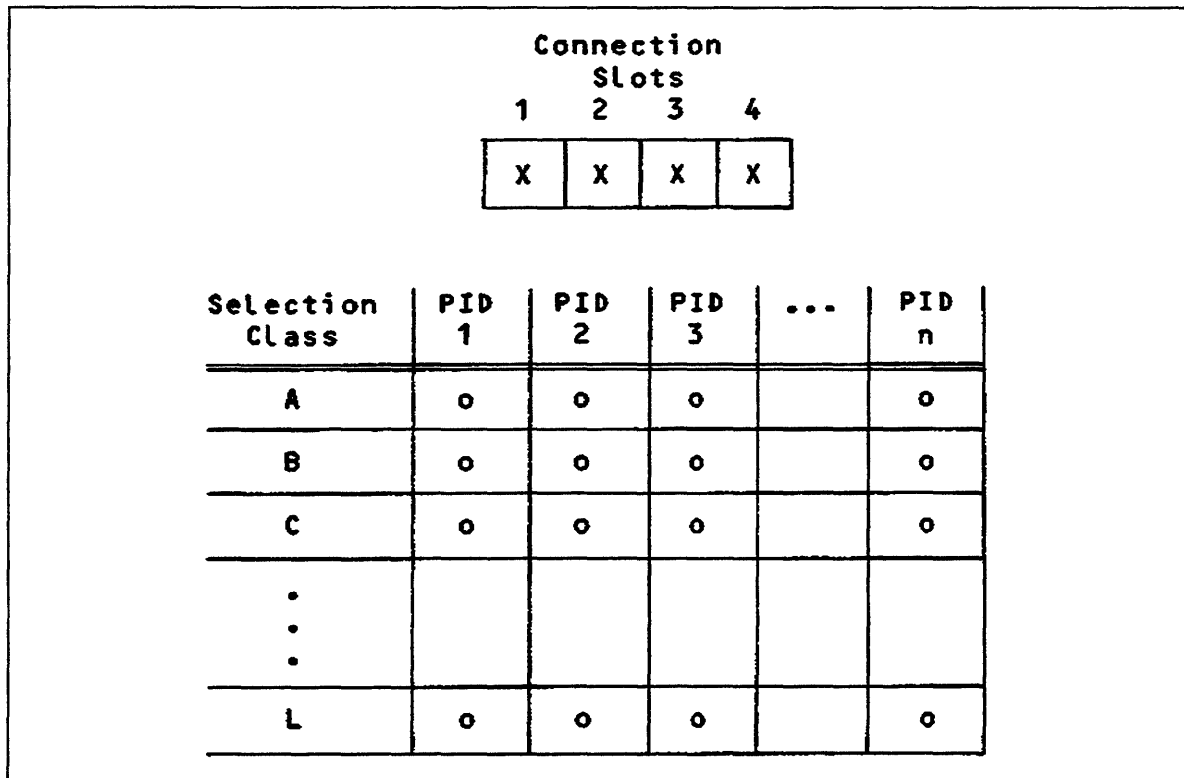 Connection
Slots
1 2 3 4
X X X X
Selection Class PID 1 PID 2 PID 3 ... PID n
A o o o o
B o o o o
C o o o o
.
.
.
L o o o o